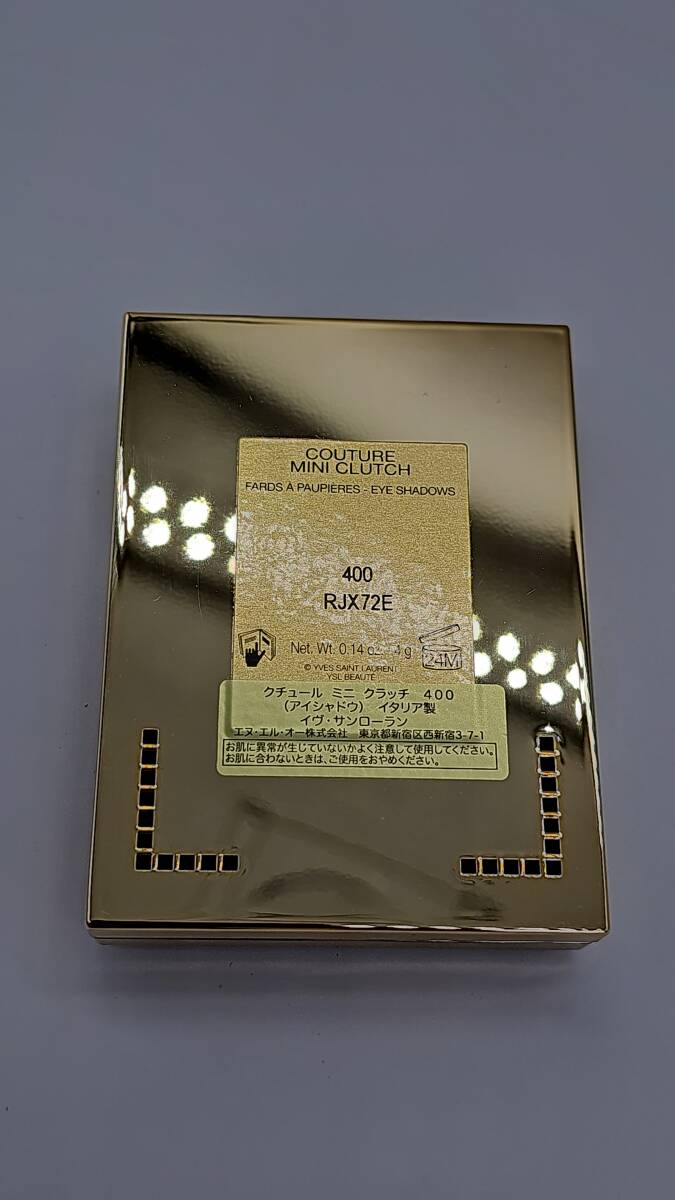 COUTURE
MINI CLUTCH
FARDS À PAUPIÈRES - EYE SHADOWS
400
RJX72E
Net. Wt. 0.14 oz. 4 g
24M
© YVES SAINT LAURENT
YSL BEAUTÉ
クチュール ミニ クラッチ 400
(アイシャドウ) イタリア製
イヴ・サンローラン
エヌ・エル・オー株式会社 東京都新宿区西新宿3-7-1
お肌に異常が生じていないかよく注意して使用してください。
お肌に合わないときは、ご使用をおやめください。